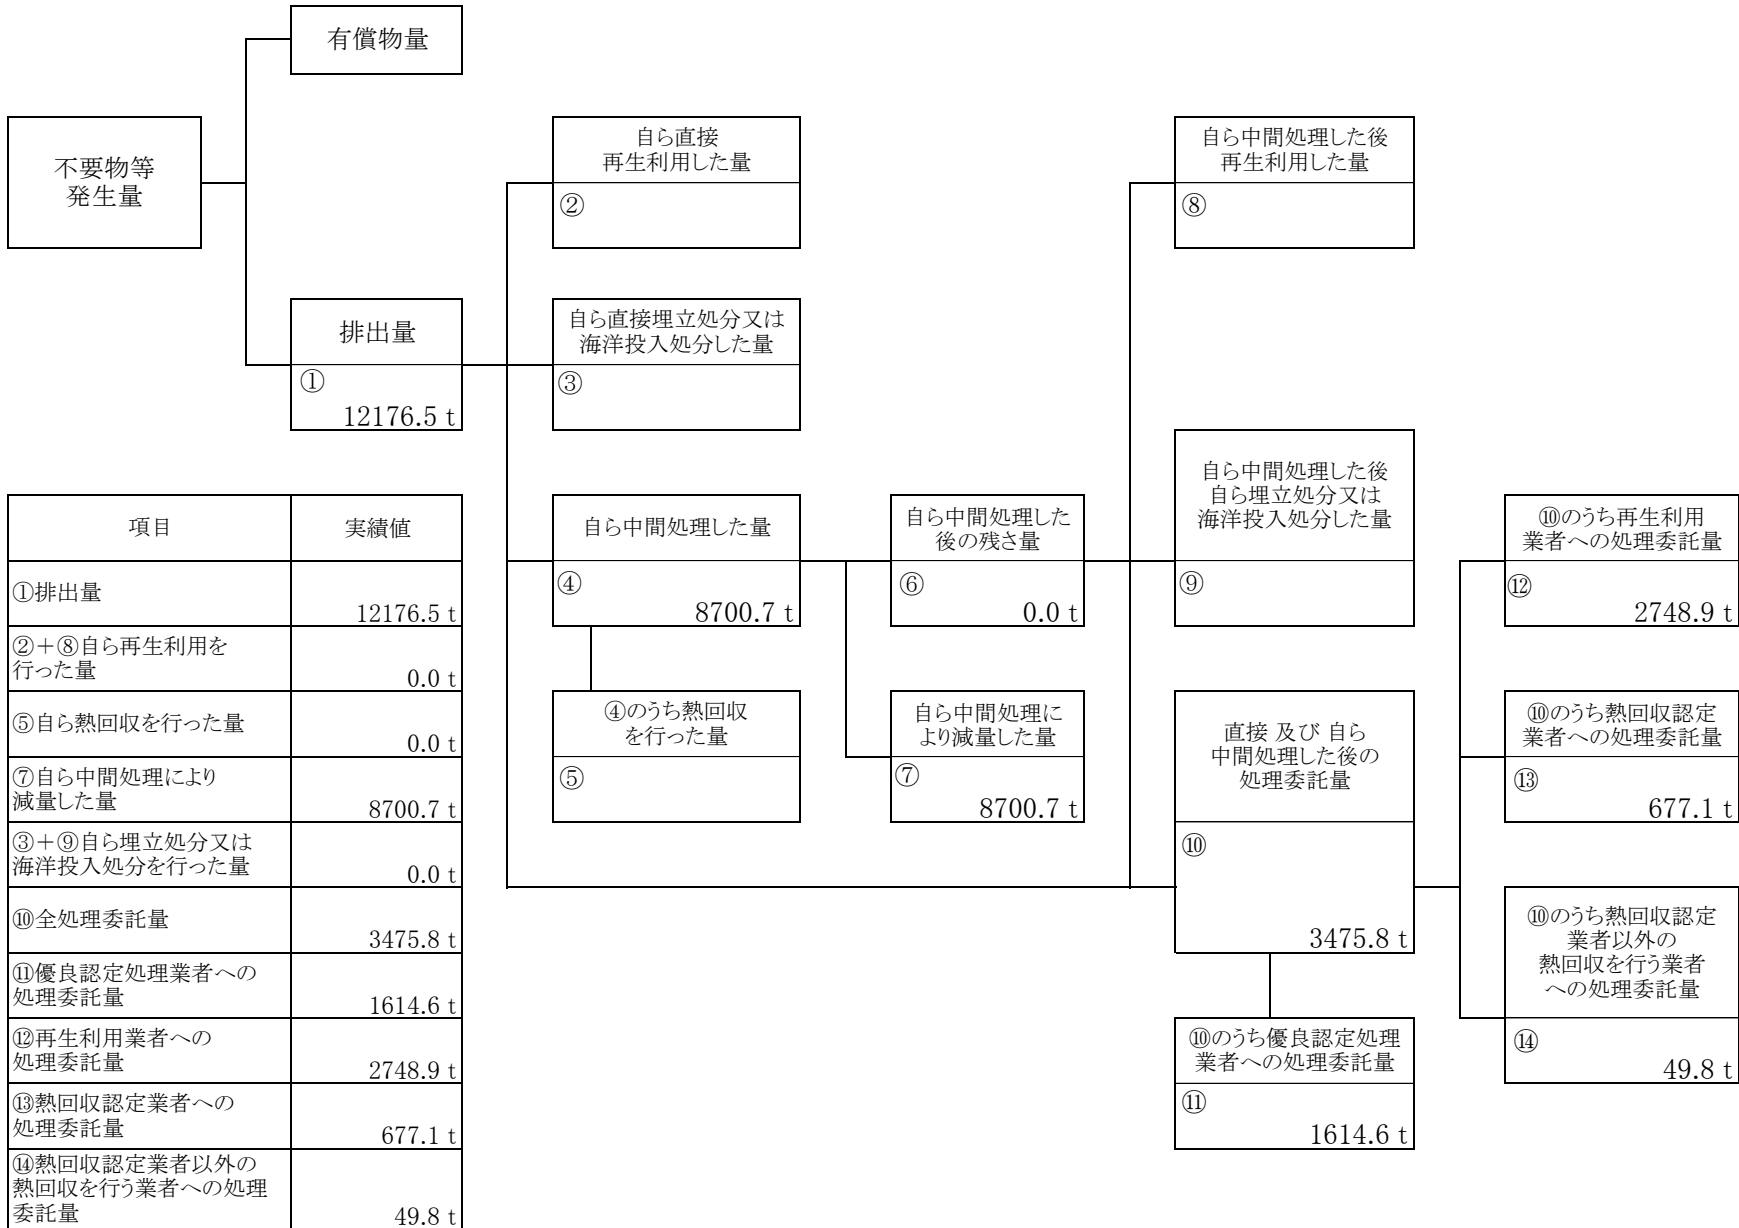 有償物量
不要物等
発生量
自ら直接
再生利用した量
②
自ら中間処理した後
再生利用した量
⑧
排出量
①
12176.5 t
自ら直接埋立処分又は
海洋投入処分した量
③
自ら中間処理した量
④
8700.7 t
自ら中間処理した
後の残さ量
⑥
0.0 t
自ら中間処理した後
自ら埋立処分又は
海洋投入処分した量
⑨
⑩のうち再生利用
業者への処理委託量
⑫
2748.9 t
④のうち熱回収
を行った量
⑤
自ら中間処理に
より減量した量
⑦
8700.7 t
直接 及び 自ら
中間処理した後の
処理委託量
⑩
3475.8 t
⑩のうち熱回収認定
業者への処理委託量
⑬
677.1 t
⑩のうち熱回収認定
業者以外の
熱回収を行う業者
への処理委託量
⑭
49.8 t
⑩のうち優良認定処理
業者への処理委託量
⑪
1614.6 t
項目 実績値
①排出量
12176.5 t
②+⑧自ら再生利用を
行った量
0.0 t
⑤自ら熱回収を行った量
0.0 t
⑦自ら中間処理により
減量した量
8700.7 t
③+⑨自ら埋立処分又は
海洋投入処分を行った量
0.0 t
⑩全処理委託量
3475.8 t
⑪優良認定処理業者への
処理委託量
1614.6 t
⑫再生利用業者への
処理委託量
2748.9 t
⑬熱回収認定業者への
処理委託量
677.1 t
⑭熱回収認定業者以外の
熱回収を行う業者への処理
委託量
49.8 t